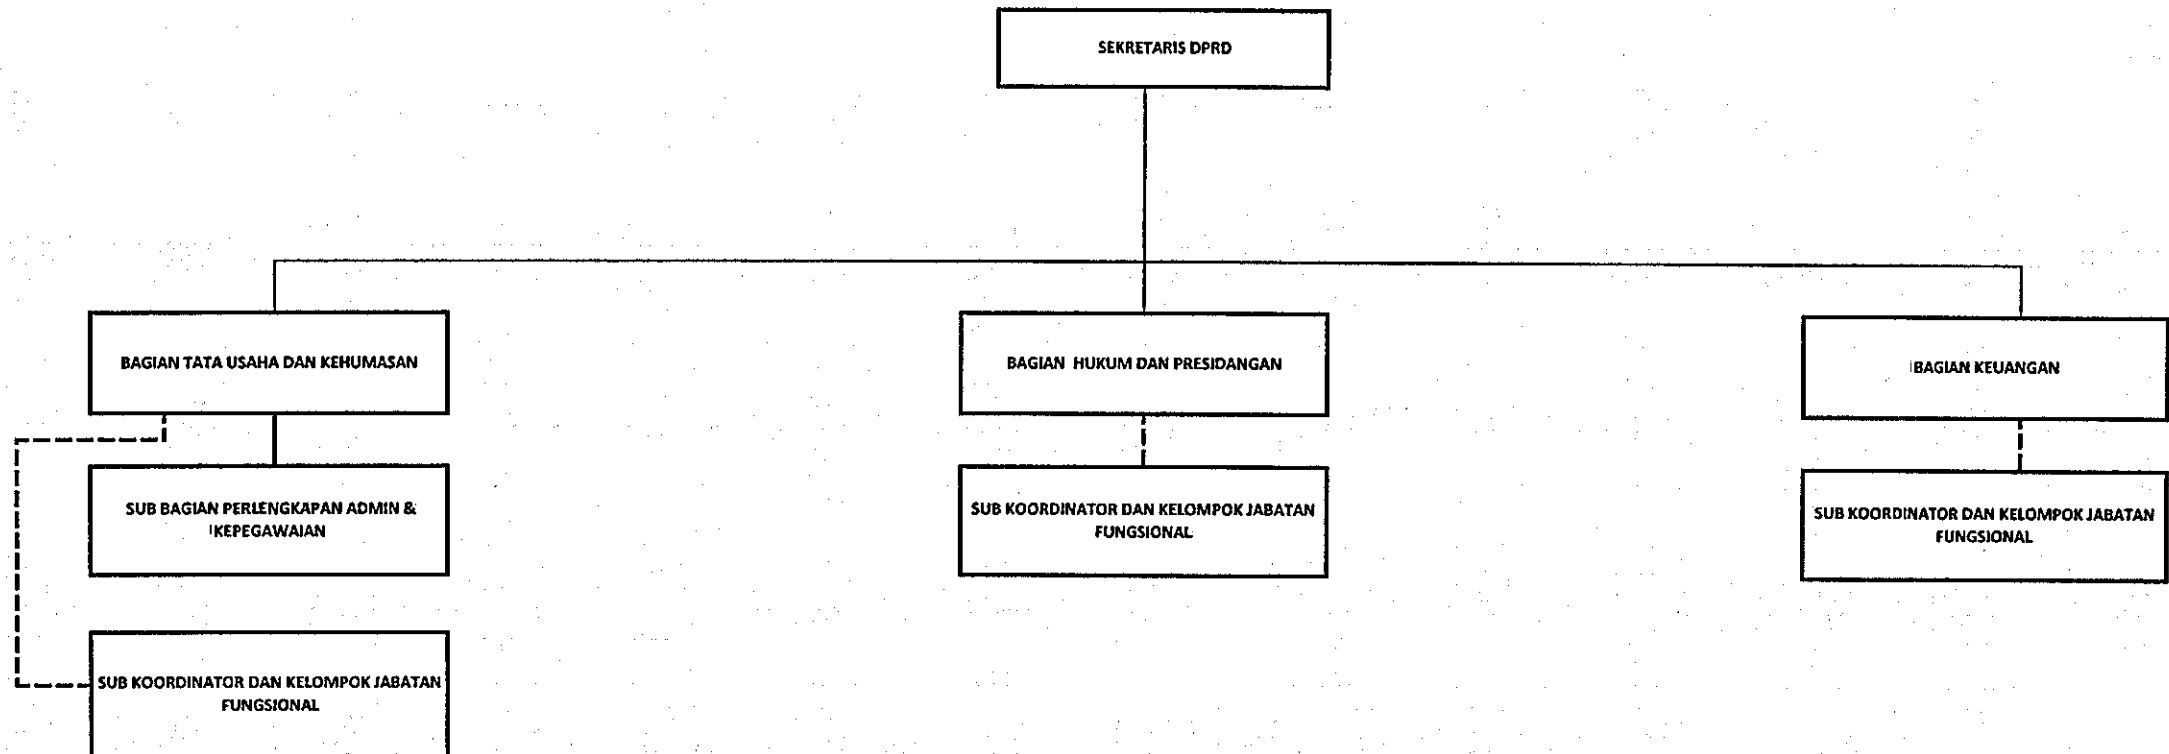 SEKRETARIS DPRD
BAGIAN TATA USAHA DAN KEHUMASAN
BAGIAN HUKUM DAN PRESIDANGAN
BAGIAN KEUANGAN
SUB BAGIAN PERLENGKAPAN ADMIN &
KEPEGAWAIAN
SUB KOORDINATOR DAN KELOMPOK JABATAN
FUNGSIONAL
SUB KOORDINATOR DAN KELOMPOK JABATAN
FUNGSIONAL
SUB KOORDINATOR DAN KELOMPOK JABATAN
FUNGSIONAL